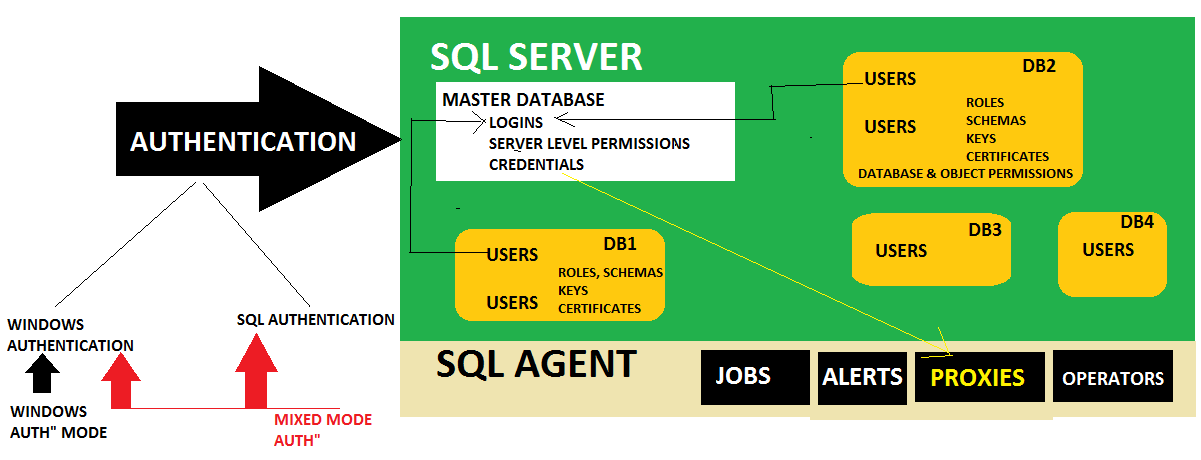 SQL SERVER
MASTER DATABASE
LOGINS
SERVER LEVEL PERMISSIONS
CREDENTIALS
AUTHENTICATION
DB2
USERS
USERS
ROLES
SCHEMAS
KEYS
CERTIFICATES
DATABASE & OBJECT PERMISSIONS
DB1
USERS
USERS
ROLES, SCHEMAS
KEYS
CERTIFICATES
DB3
USERS
DB4
USERS
WINDOWS
AUTHENTICATION
SQL AUTHENTICATION
WINDOWS
AUTH" MODE
MIXED MODE
AUTH"
SQL AGENT
JOBS
ALERTS
PROXIES
OPERATORS